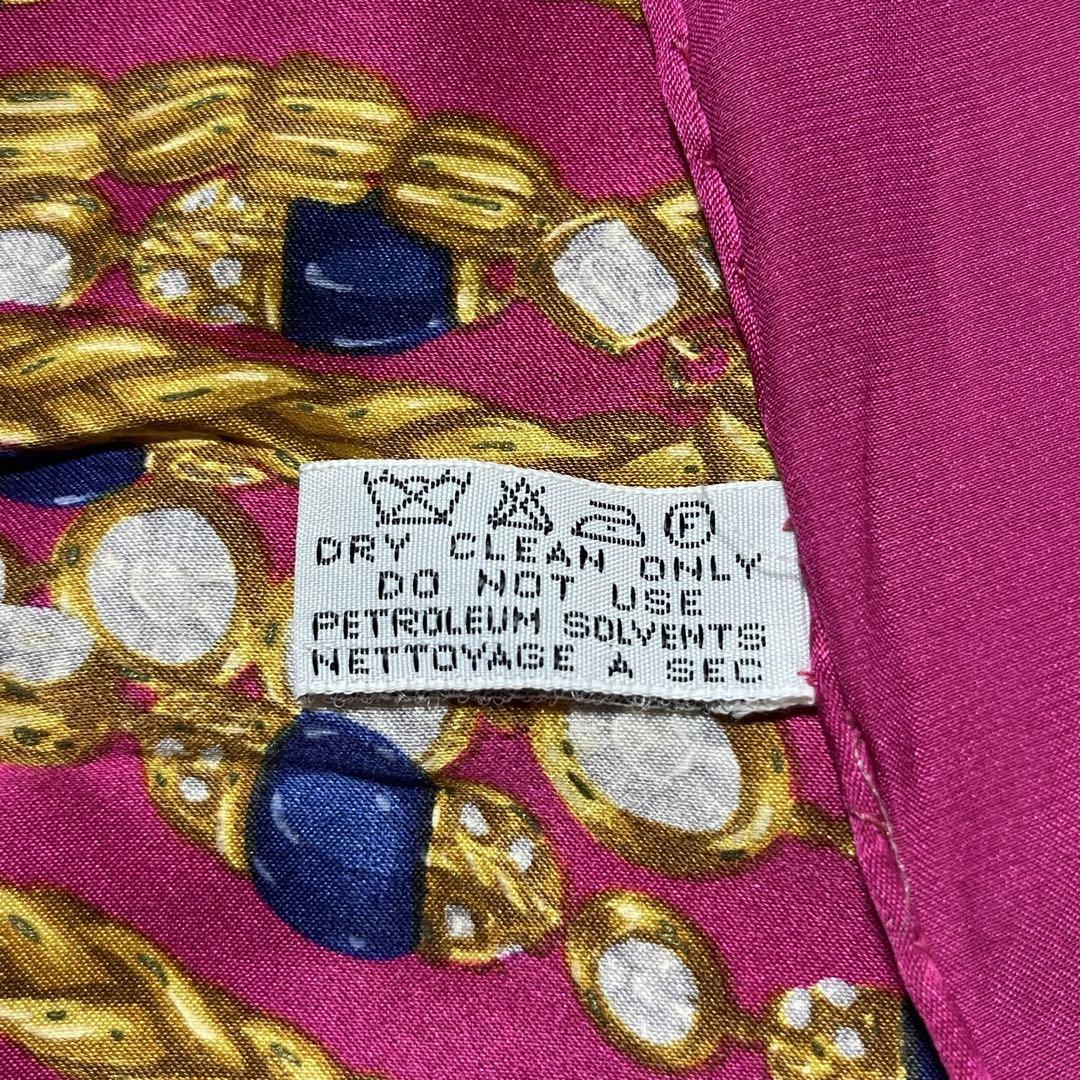 F
DRY CLEAN ONLY
DO NOT USE
PETROLEUM SOLVENTS
NETTOYAGE A SEC